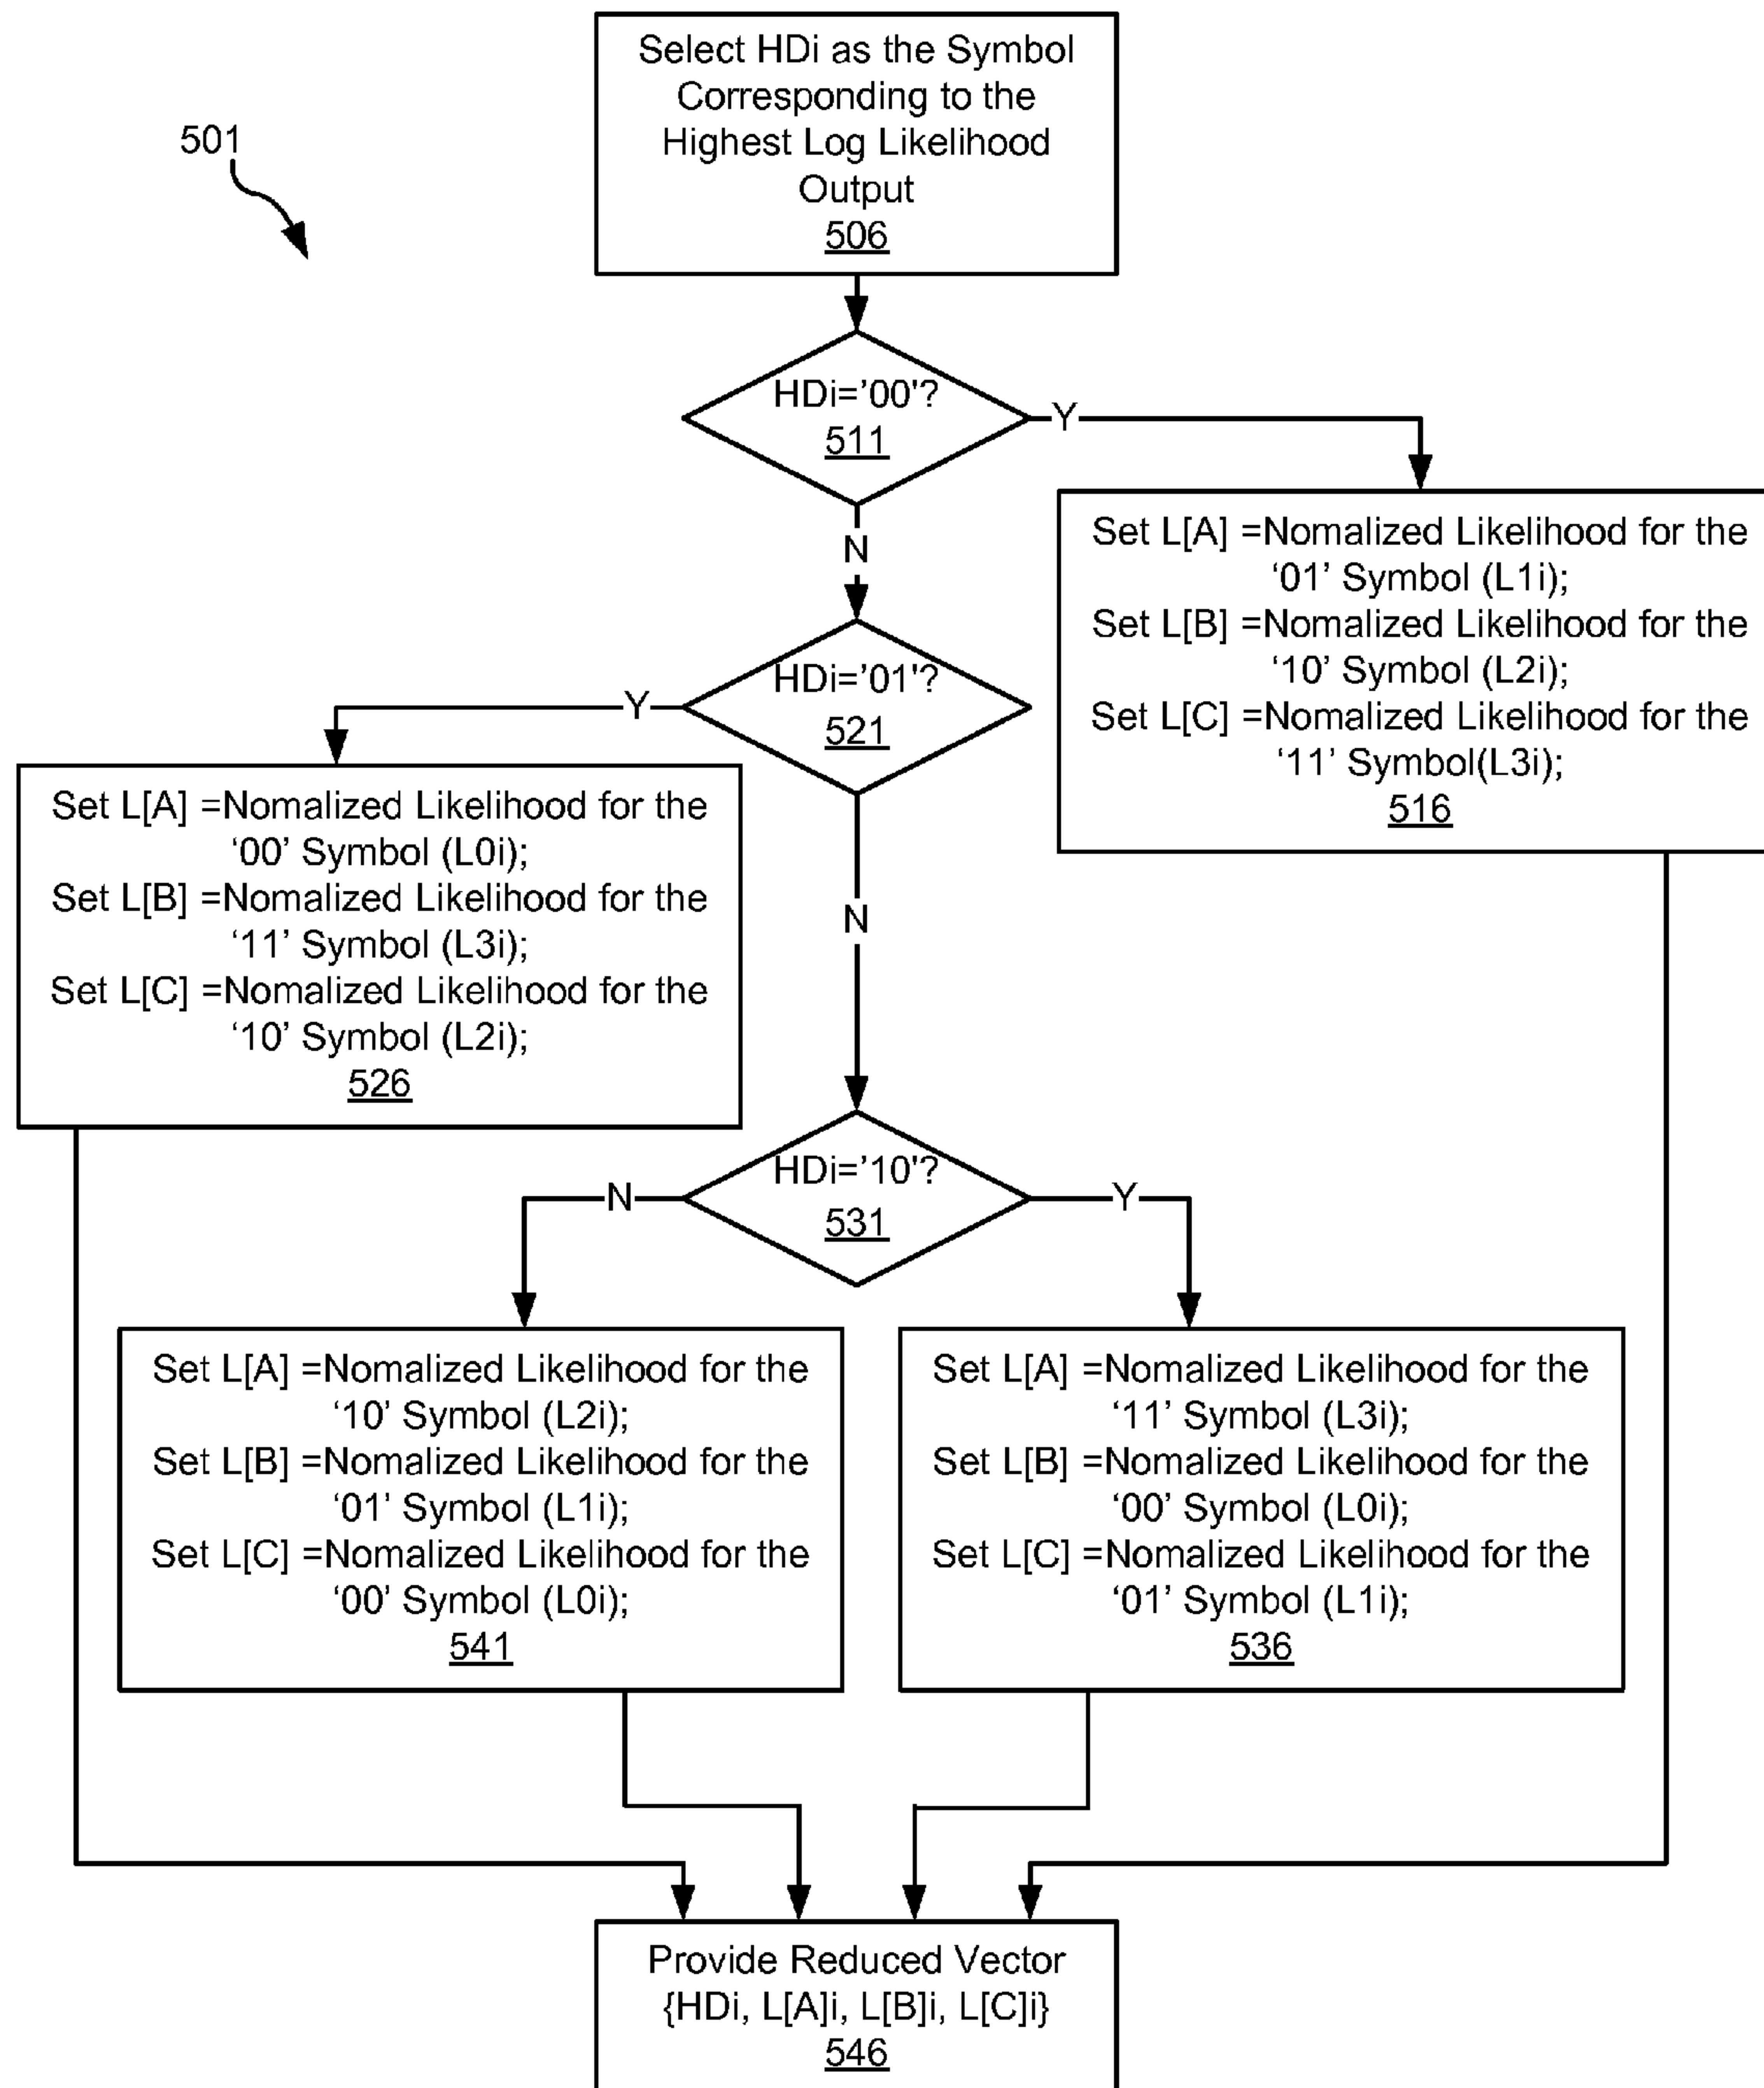 Select HDi as the Symbol
Corresponding to the
Highest Log Likelihood
Output
506
501
HDi='00'?
511
Y
N
Set L[A] =Nomalized Likelihood for the
‘01’ Symbol (L1i);
Set L[B] =Nomalized Likelihood for the
‘10’ Symbol (L2i);
Set L[C] =Nomalized Likelihood for the
‘11’ Symbol(L3i);
516
HDi=’01'?
521
Y
N
Set L[A] =Nomalized Likelihood for the
‘00’ Symbol (L0i);
Set L[B] =Nomalized Likelihood for the
‘11’ Symbol (L3i);
Set L[C] =Nomalized Likelihood for the
‘10’ Symbol (L2i);
526
HDi=’10'?
531
N
Y
Set L[A] =Nomalized Likelihood for the
‘10’ Symbol (L2i);
Set L[B] =Nomalized Likelihood for the
‘01’ Symbol (L1i);
Set L[C] =Nomalized Likelihood for the
‘00’ Symbol (L0i);
541
Set L[A] =Nomalized Likelihood for the
‘11’ Symbol (L3i);
Set L[B] =Nomalized Likelihood for the
‘00’ Symbol (L0i);
Set L[C] =Nomalized Likelihood for the
‘01’ Symbol (L1i);
536
Provide Reduced Vector
{HDi, L[A]i, L[B]i, L[C]i}
546